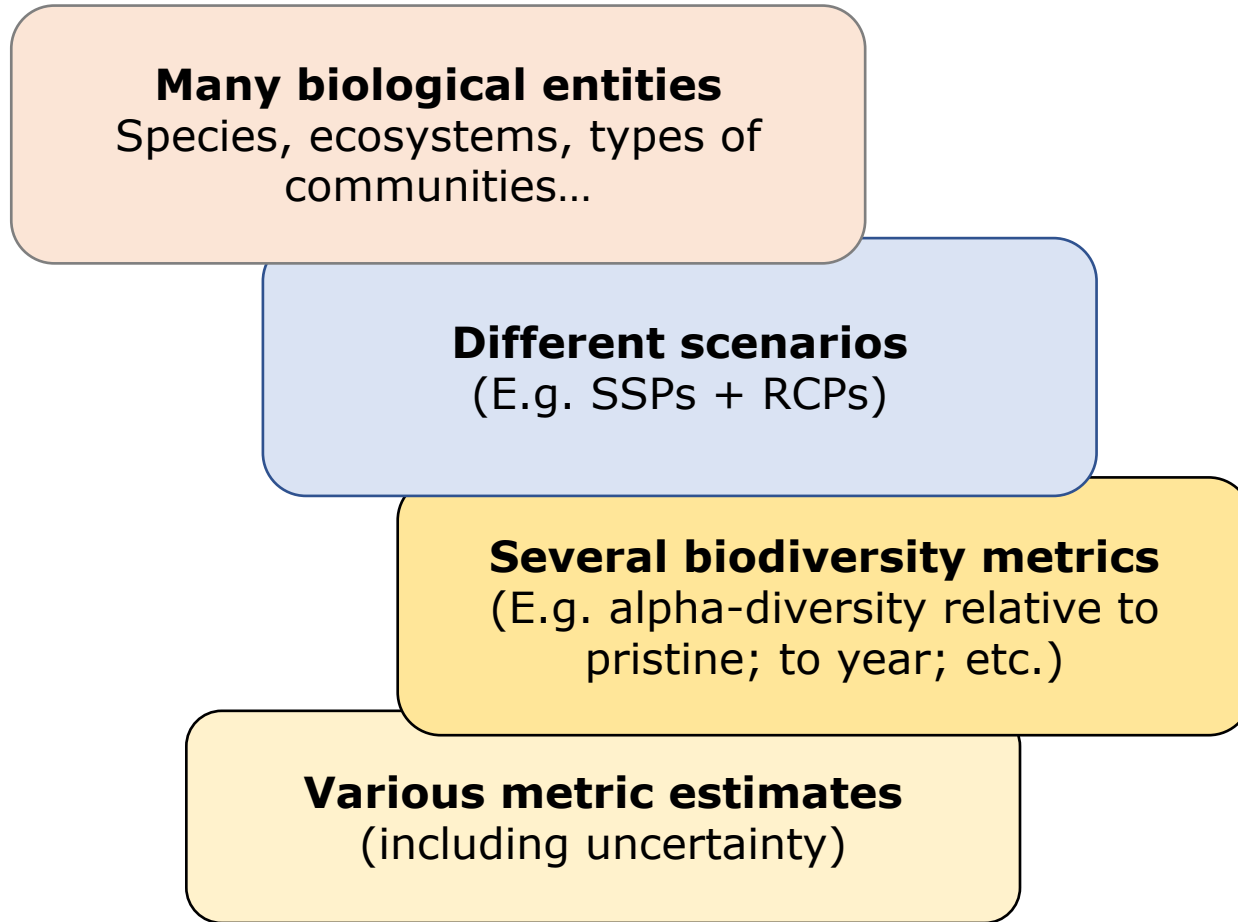 Many biological entities
Species, ecosystems, types of
communities…
Different scenarios
(E.g. SSPs + RCPs)
Several biodiversity metrics
(E.g. alpha-diversity relative to
pristine; to year; etc.)
Various metric estimates
(including uncertainty)